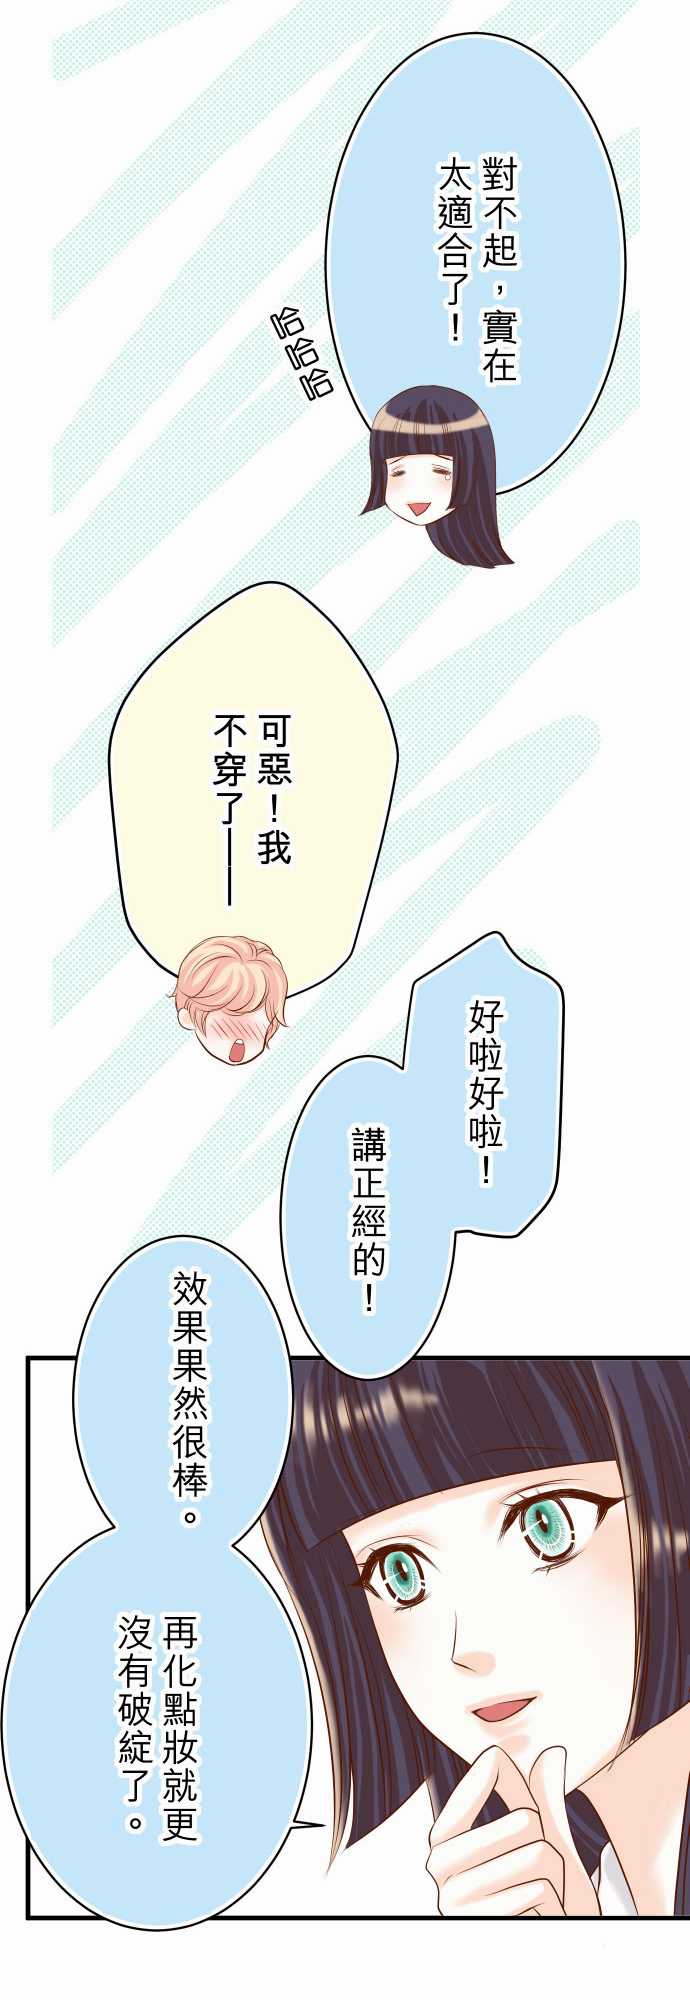 對不起，實在
太適合了！
哈哈哈
可惡！我
不穿了——
好啦好啦！
講正經的！
效果果然很棒。
再化點妝就更
沒有破綻了。